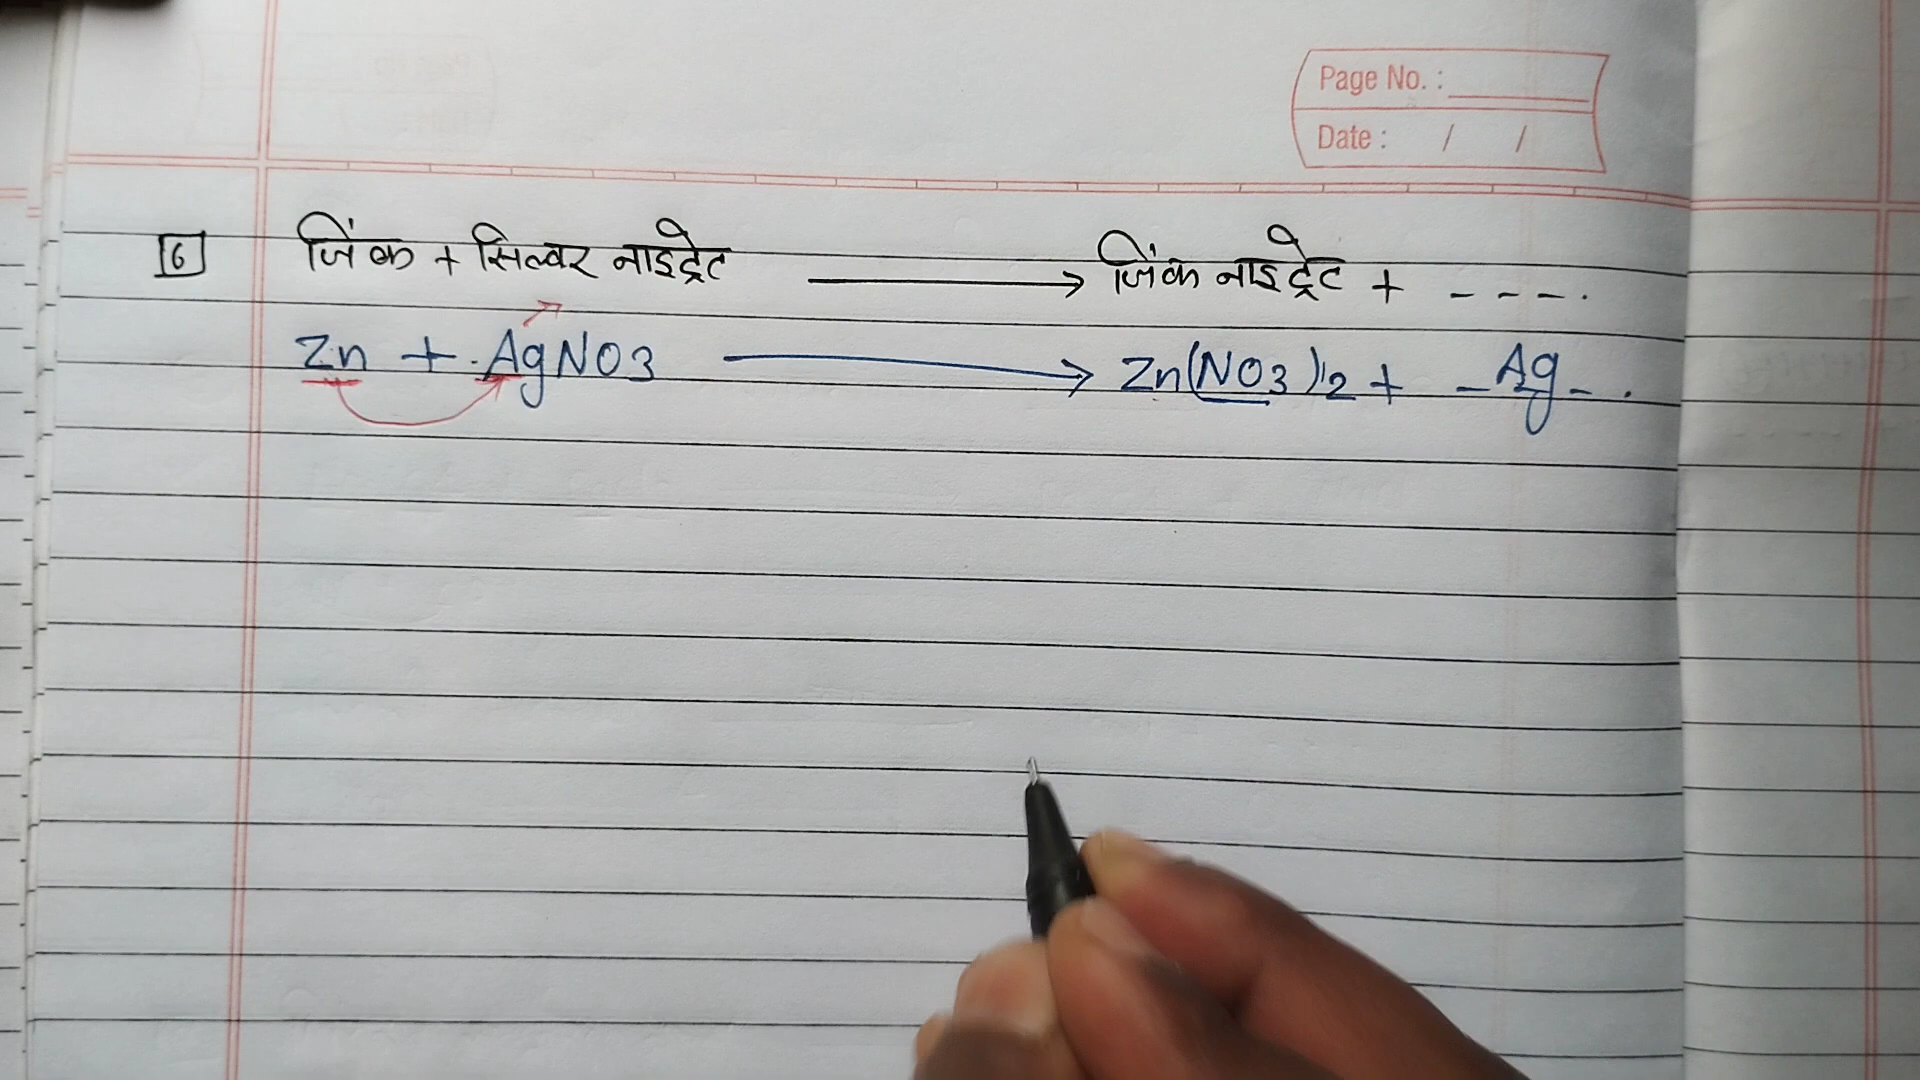 Page No. :
Date : / /
6 जिंक + सिल्वर नाइट्रेट → जिंक नाइट्रेट + - - - .
Zn + AgNO3 → Zn(NO3)2 + - Ag - .